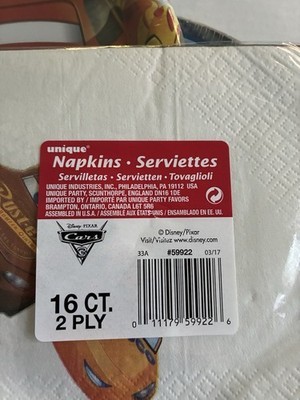 unique®
Napkins • Serviettes
Servilletas • Servietten • Tovaglioli
UNIQUE INDUSTRIES, INC., PHILADELPHIA, PA 19112 USA
UNIQUE PARTY, SCUNTHORPE, ENGLAND DN16 1DE
IMPORTED BY / IMPORTÉ PAR UNIQUE PARTY FAVORS
BRAMPTON, ONTARIO, CANADA L6T 5R6
ASSEMBLED IN U.S.A. / ASSEMBLÉ AUX ÉTATS UNIS / ENSAMBLADO EN EE. UU.
DISNEY • PIXAR
Cars
3
© Disney/Pixar
Visit/Visitez www.disney.com
33A #59922 03/17
16 CT.
2 PLY
0 11179 59922 6